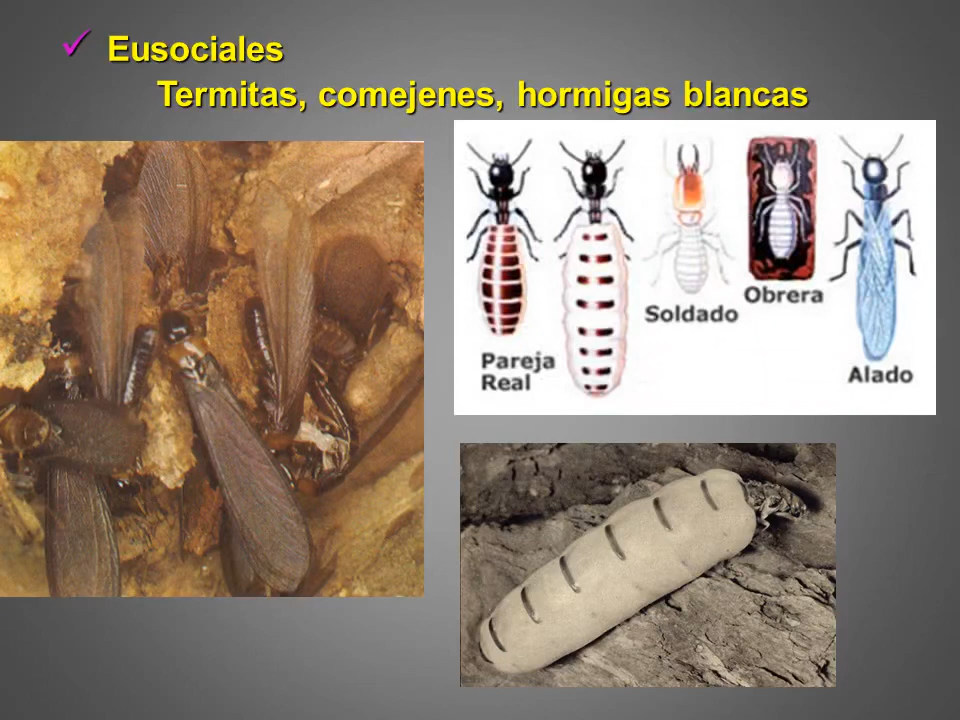 Eusociales
Termitas, comejenes, hormigas blancas
Pareja
Real
Soldado
Obrera
Alado